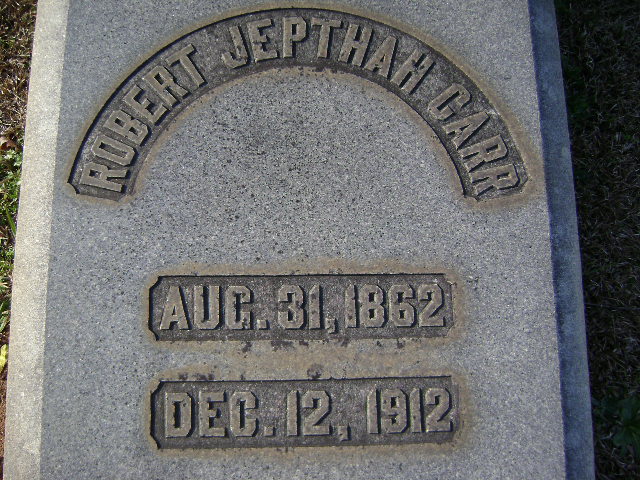 ROBERT JEPTHAH CARR
AUG. 31, 1862
DEC. 12, 1912